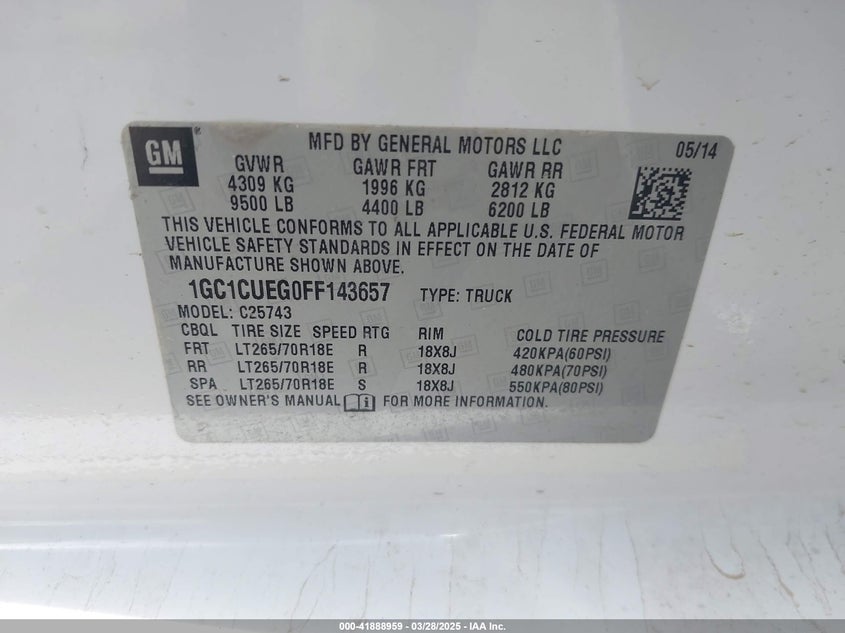 GM
MFD BY GENERAL MOTORS LLC 05/14
GVWR GAWR FRT GAWR RR
4309 KG 1996 KG 2812 KG
9500 LB 4400 LB 6200 LB
THIS VEHICLE CONFORMS TO ALL APPLICABLE U.S. FEDERAL MOTOR
VEHICLE SAFETY STANDARDS IN EFFECT ON THE DATE OF
MANUFACTURE SHOWN ABOVE.
1GC1CUEG0FF143657 TYPE: TRUCK
MODEL: C25743
CBQL TIRE SIZE SPEED RTG RIM COLD TIRE PRESSURE
FRT LT265/70R18E R 18X8J 420KPA(60PSI)
RR LT265/70R18E R 18X8J 480KPA(70PSI)
SPA LT265/70R18E S 18X8J 550KPA(80PSI)
SEE OWNER'S MANUAL FOR MORE INFORMATION.
000-41888959 | 03/28/2025 - IAA Inc.